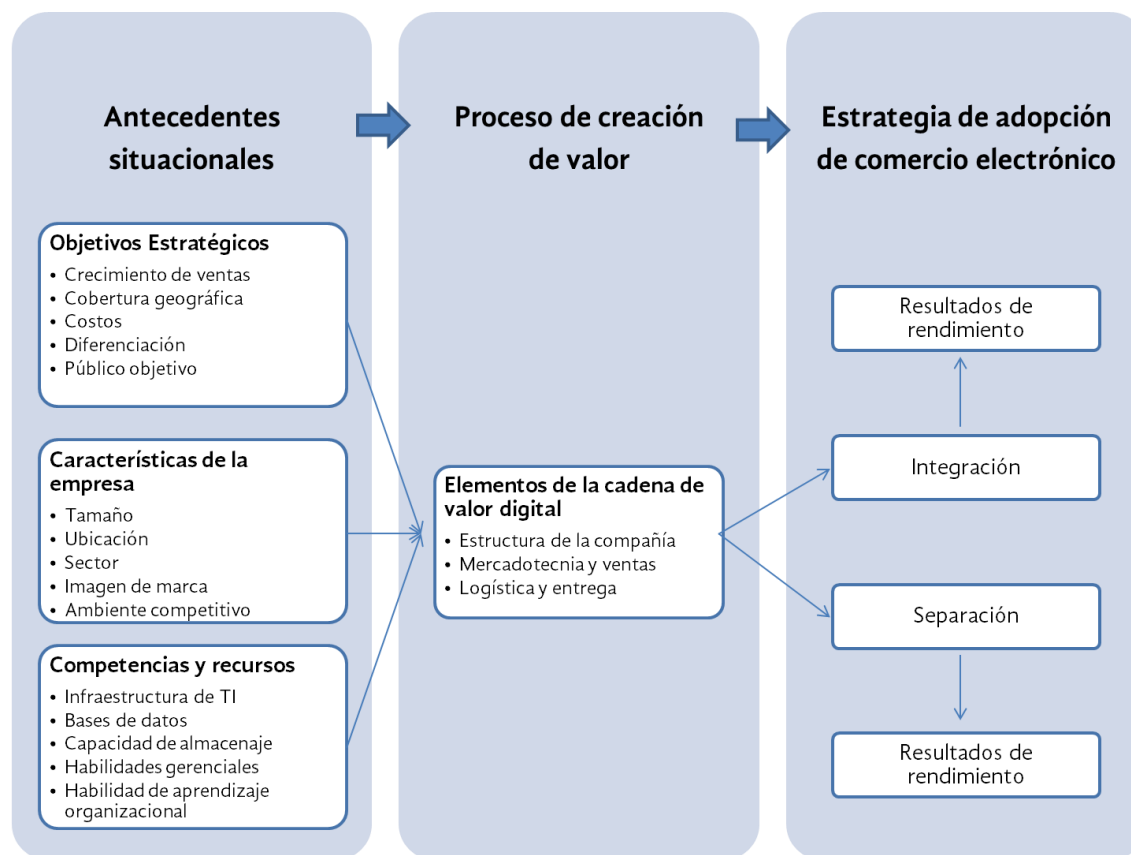 Antecedentes
situacionales
Objetivos Estratégicos
• Crecimiento de ventas
• Cobertura geográfica
• Costos
• Diferenciación
• Público objetivo
Características de la
empresa
• Tamaño
• Ubicación
• Sector
• Imagen de marca
• Ambiente competitivo
Competencias y recursos
• Infraestructura de TI
• Bases de datos
• Capacidad de almacenaje
• Habilidades gerenciales
• Habilidad de aprendizaje
organizacional
Proceso de creación
de valor
Elementos de la cadena de
valor digital
• Estructura de la compañía
• Mercadotecnia y ventas
• Logística y entrega
Estrategia de adopción
de comercio electrónico
Resultados de
rendimiento
Integración
Separación
Resultados de
rendimiento